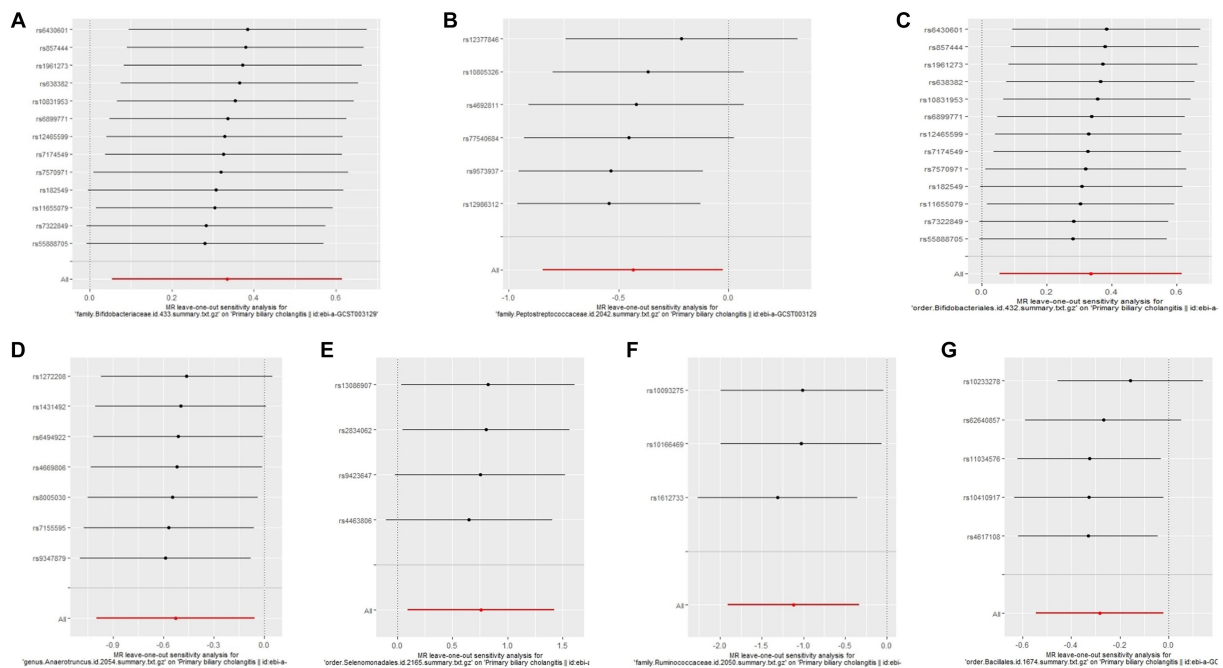 A
rs6430601
rs857444
rs1961273
rs638382
rs10831953
rs6899771
rs12465599
rs7174549
rs7570971
rs182549
rs11655079
rs7322849
rs55888705
All
0.0 0.2 0.4 0.6
MR leave-one-out sensitivity analysis for
'family.Bifidobacteriaceae.id.433.summary.txt.gz' on 'Primary biliary cholangitis || id:ebi-a-GCST003129'
B
rs12377846
rs10805326
rs4692811
rs77540684
rs9573937
rs12986312
All
-1.0 -0.5 0.0
MR leave-one-out sensitivity analysis for
'family.Peptostreptococcaceae.id.2042.summary.txt.gz' on 'Primary biliary cholangitis || id:ebi-a-GCST003129
C
rs6430601
rs857444
rs1961273
rs638382
rs10831953
rs6899771
rs12465599
rs7174549
rs7570971
rs182549
rs11655079
rs7322849
rs55888705
All
0.0 0.2 0.4 0.6
MR leave-one-out sensitivity analysis for
'order.Bifidobacteriales.id.432.summary.txt.gz' on 'Primary biliary cholangitis || id:ebi-a-
D
rs1272208
rs1431492
rs6494922
rs4669806
rs8005030
rs7155595
rs9347879
All
-0.9 -0.6 -0.3 0.0
MR leave-one-out sensitivity analysis for
'genus.Anaerotruncus.id.2054.summary.txt.gz' on 'Primary biliary cholangitis || id:ebi-a-
E
rs13086907
rs2834062
rs9423647
rs4463806
All
0.0 0.5 1.0 1.5
MR leave-one-out sensitivity analysis for
'order.Selenomonadales.id.2165.summary.txt.gz' on 'Primary biliary cholangitis || id:ebi-a
F
rs10093275
rs10166469
rs1612733
All
-2.0 -1.5 -1.0 -0.5 0.0
MR leave-one-out sensitivity analysis for
'family.Ruminococcaceae.id.2050.summary.txt.gz' on 'Primary biliary cholangitis || id:ebi-
G
rs10233278
rs62640857
rs11034576
rs10410917
rs4617108
All
-0.6 -0.4 -0.2 0.0
MR leave-one-out sensitivity analysis for
'order.Bacillales.id.1674.summary.txt.gz' on 'Primary biliary cholangitis || id:ebi-a-GC